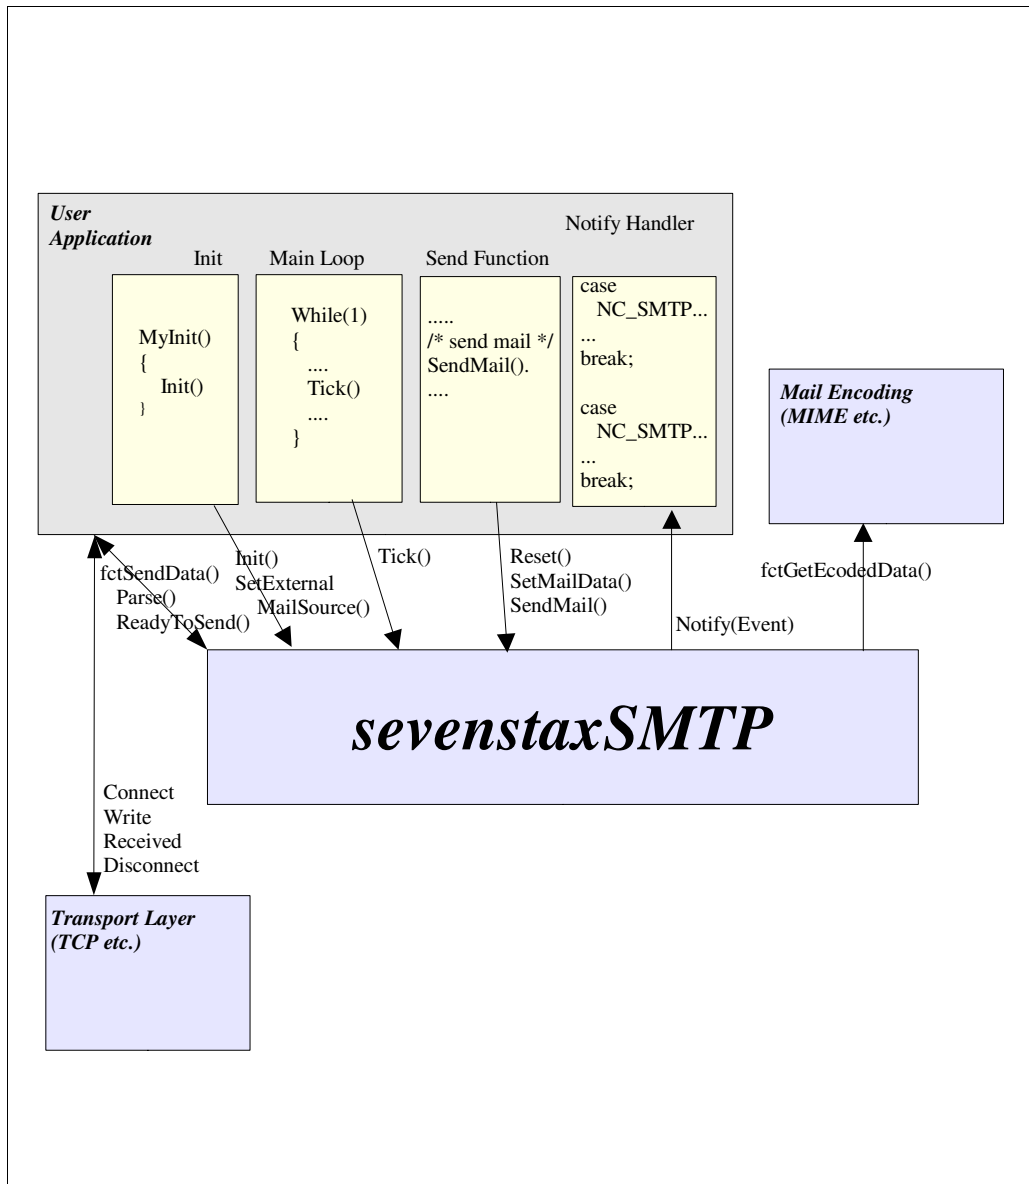 User
Application
Notify Handler
Init
Main Loop
Send Function
MyInit()
{
Init()
}
While(1)
{
....
Tick()
....
}
.....
/* send mail */
SendMail().
....
case
NC_SMTP...
...
break;
case
NC_SMTP...
...
break;
Mail Encoding
(MIME etc.)
fctSendData()
Parse()
ReadyToSend()
Init()
SetExternal
MailSource()
Tick()
Reset()
SetMailData()
SendMail()
Notify(Event)
fctGetEcodedData()
sevenstaxSMTP
Connect
Write
Received
Disconnect
Transport Layer
(TCP etc.)